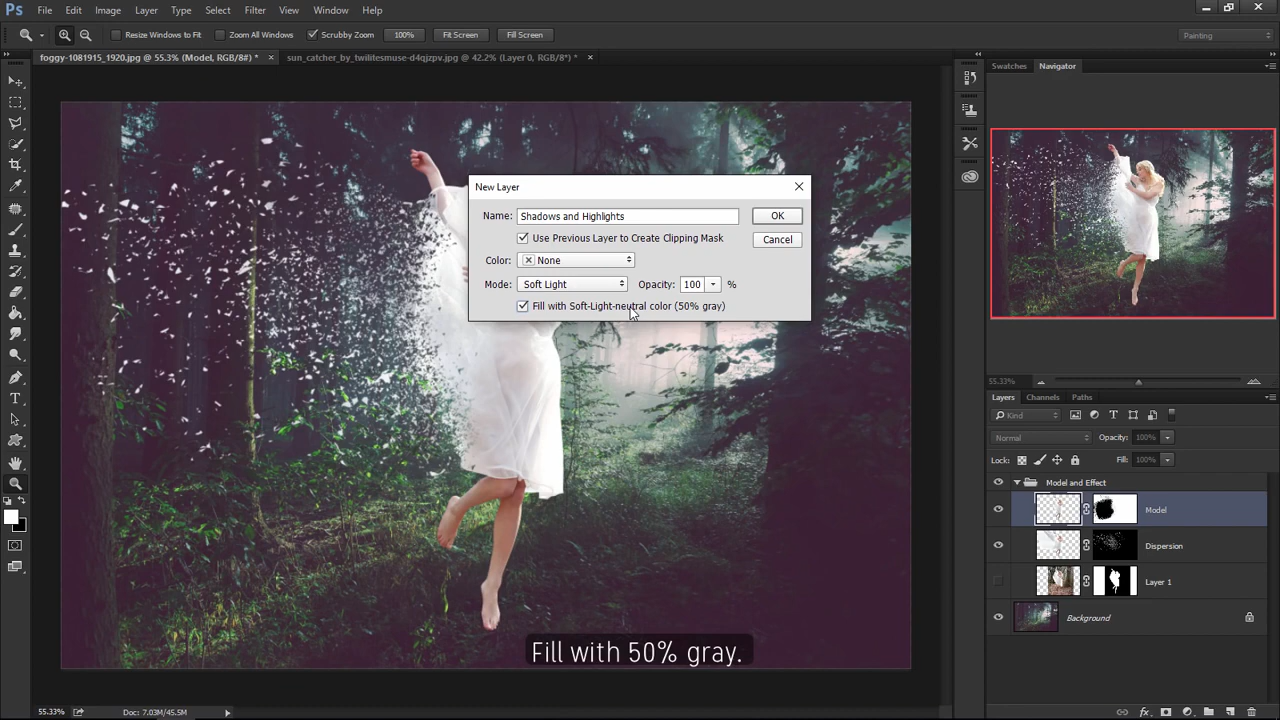 Ps File Edit Image Layer Type Select Filter View Window Help
Resize Windows to Fit Zoom All Windows Scrubby Zoom 100% Fit Screen Fill Screen Painting
foggy-1081915_1920.jpg @ 55.3% (Model, RGB/8#) * × sun_catcher_by_twilitesmuse-d4qjzpv.jpg @ 42.2% (Layer 0, RGB/8*) * ×
Swatches Navigator
New Layer
Name: Shadows and Highlights OK
Use Previous Layer to Create Clipping Mask Cancel
Color: None
Mode: Soft Light Opacity: 100 %
Fill with Soft-Light-neutral color (50% gray)
55.33%
Layers Channels Paths
Kind
Normal Opacity: 100%
Lock: Fill: 100%
Model and Effect
Model
Dispersion
Layer 1
Background
Fill with 50% gray.
55.33% Doc: 7.03M/45.5M